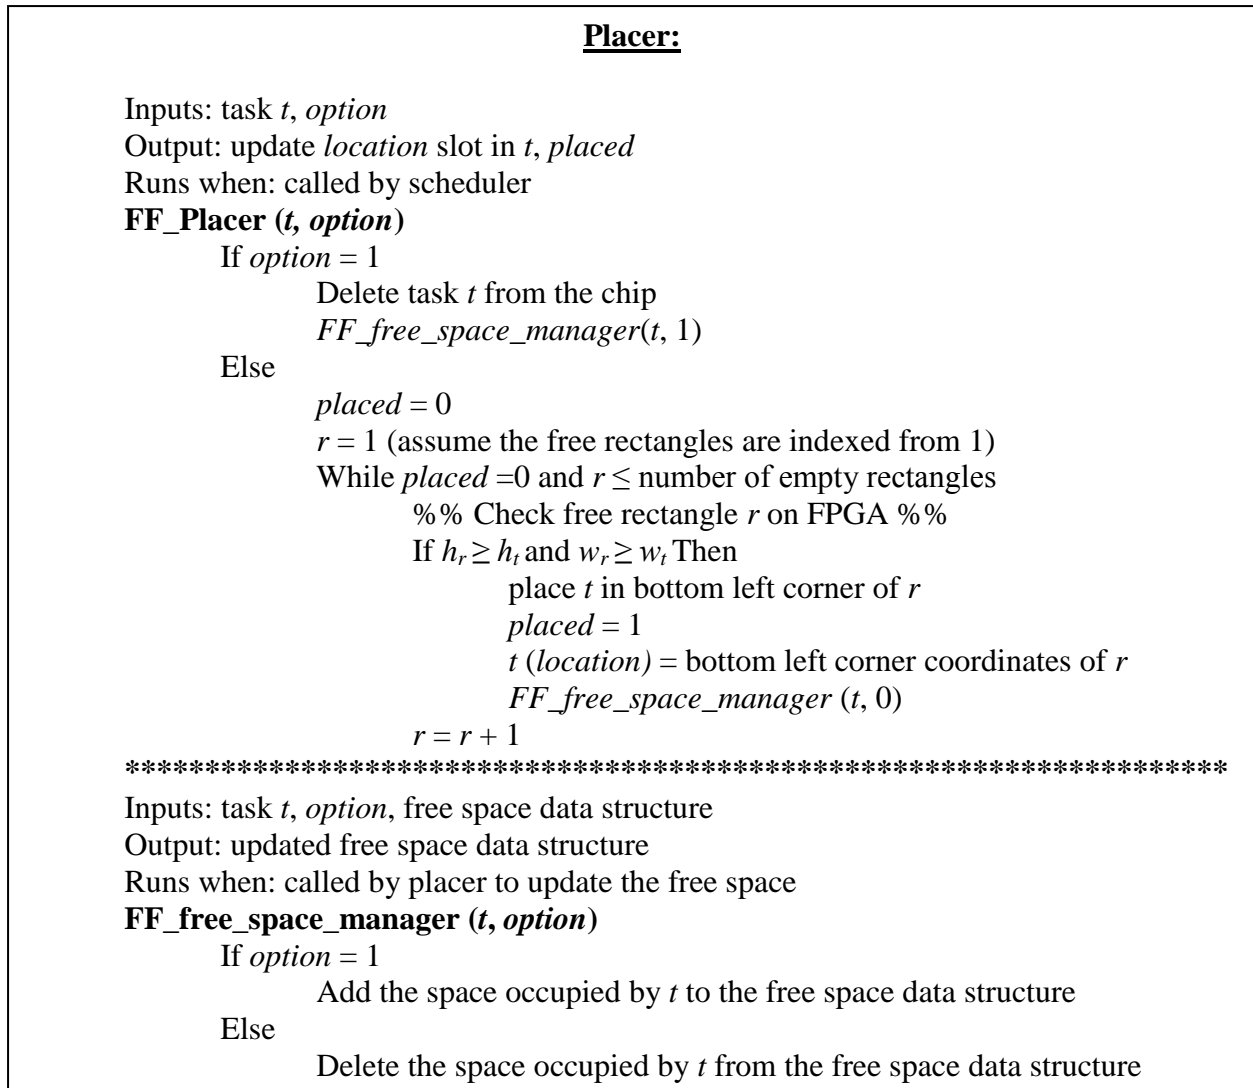 Placer:
Inputs: task t, option
Output: update location slot in t, placed
Runs when: called by scheduler
FF_Placer (t, option)
If option = 1
Delete task t from the chip
FF_free_space_manager(t, 1)
Else
placed = 0
r = 1 (assume the free rectangles are indexed from 1)
While placed =0 and r ≤ number of empty rectangles
%% Check free rectangle r on FPGA %%
If hr ≥ ht and wr ≥ wt Then
place t in bottom left corner of r
placed = 1
t (location) = bottom left corner coordinates of r
FF_free_space_manager (t, 0)
r = r + 1
*********************************************************************
Inputs: task t, option, free space data structure
Output: updated free space data structure
Runs when: called by placer to update the free space
FF_free_space_manager (t, option)
If option = 1
Add the space occupied by t to the free space data structure
Else
Delete the space occupied by t from the free space data structure